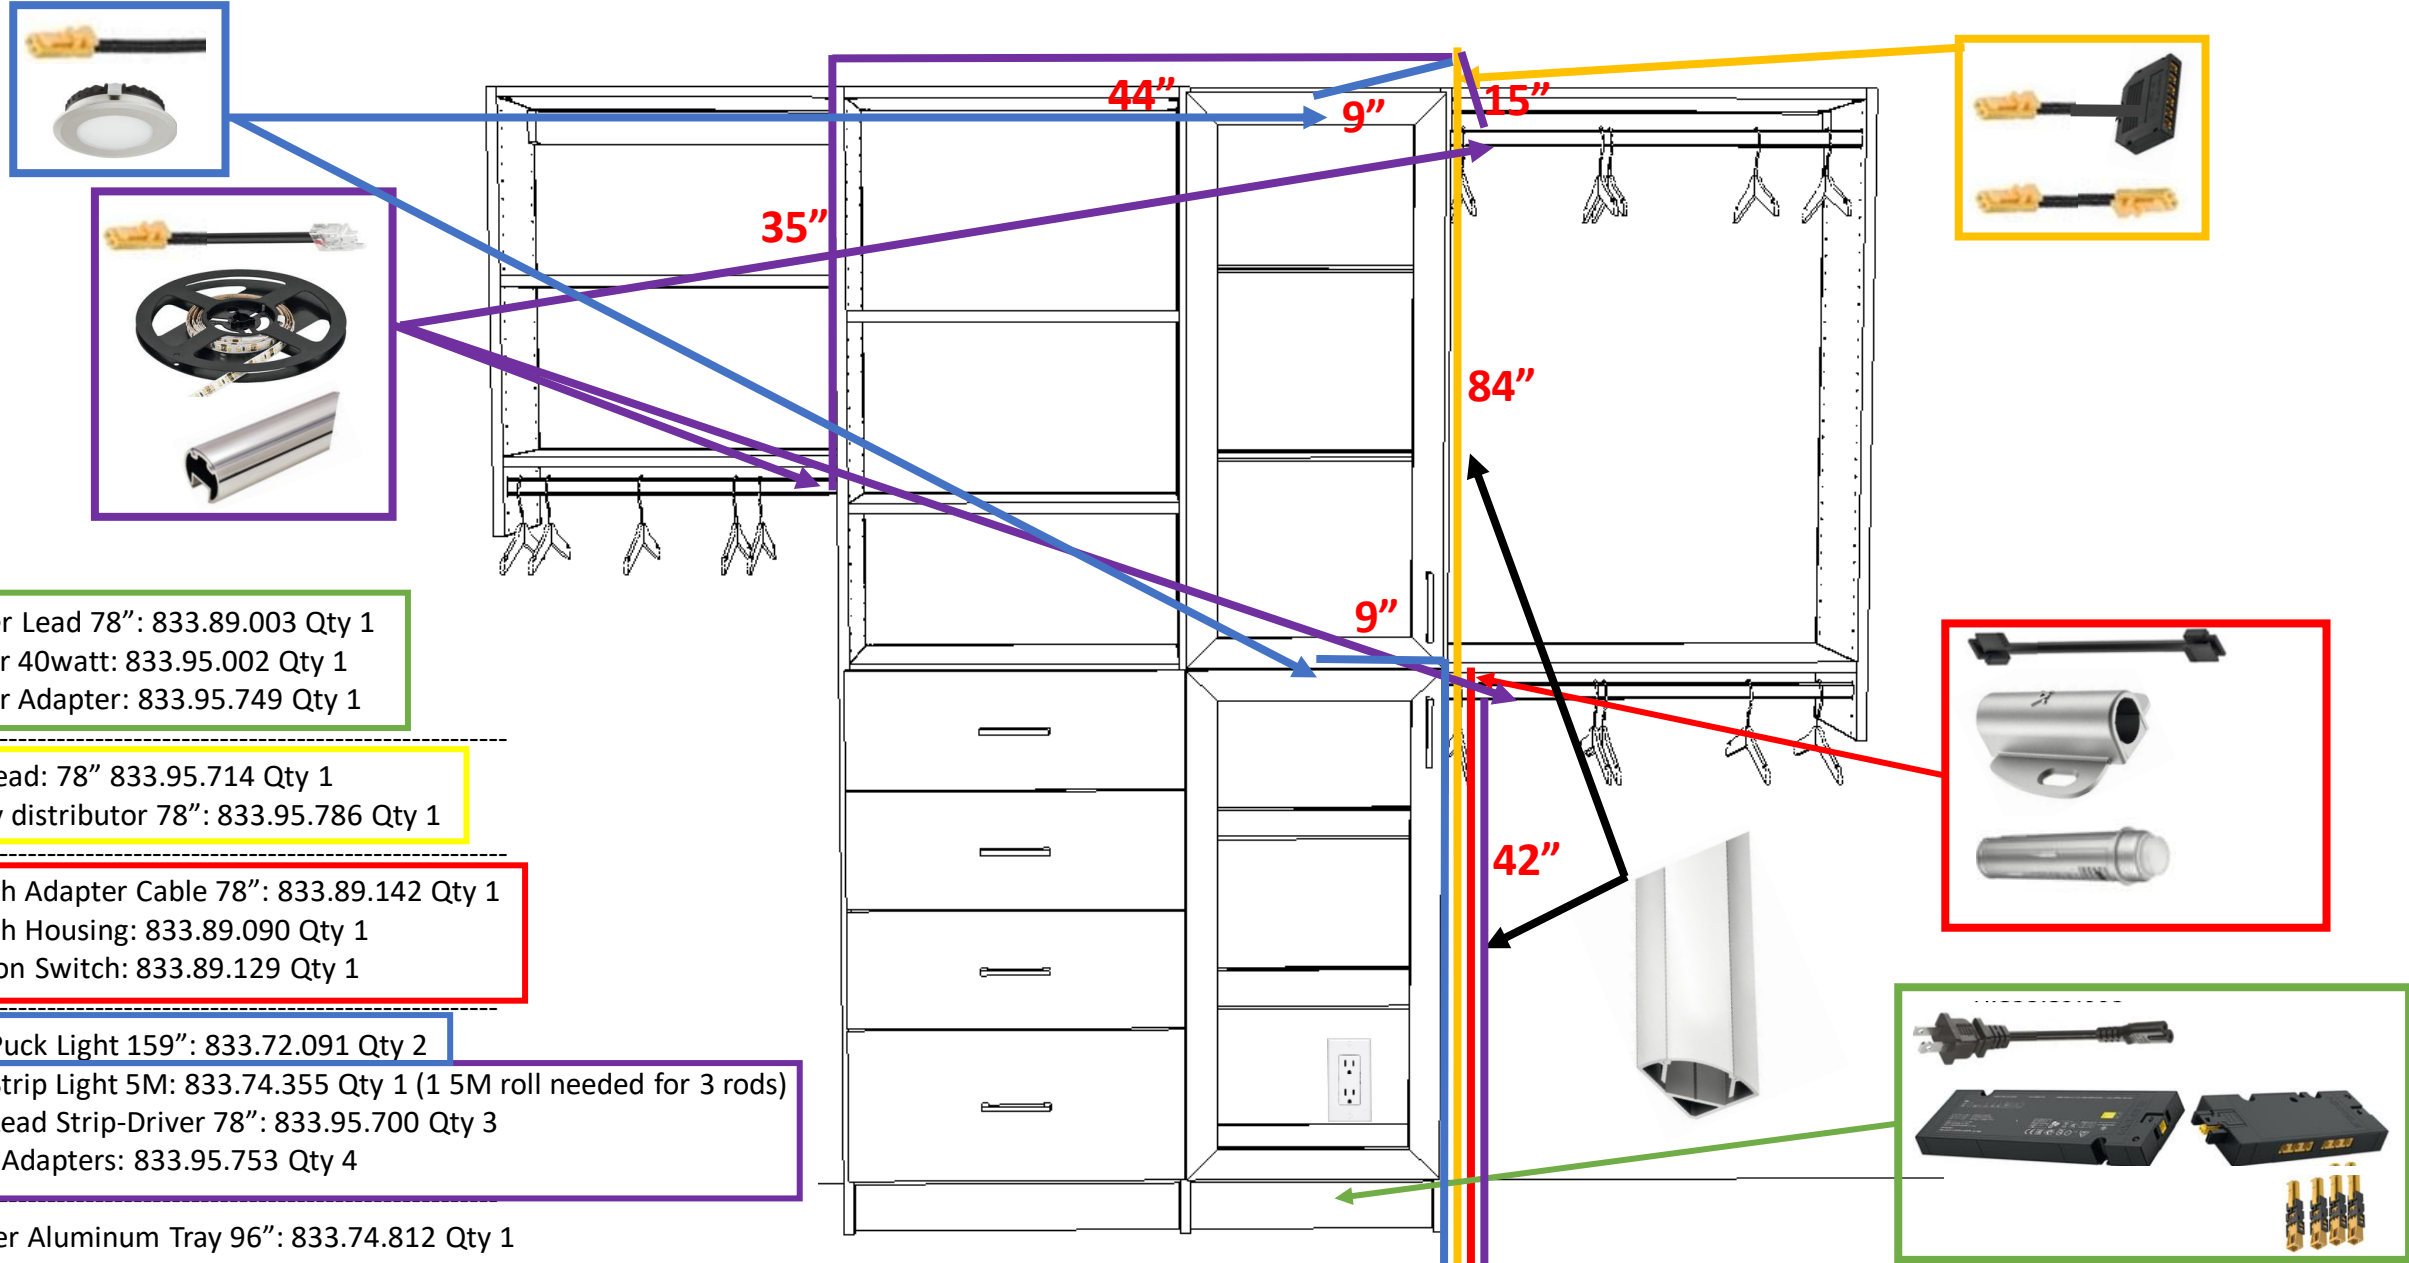 44”
9”
15”
35”
84”
9”
42”
r Lead 78”: 833.89.003 Qty 1
r 40watt: 833.95.002 Qty 1
r Adapter: 833.95.749 Qty 1
ead: 78” 833.95.714 Qty 1
distributor 78”: 833.95.786 Qty 1
h Adapter Cable 78”: 833.89.142 Qty 1
h Housing: 833.89.090 Qty 1
on Switch: 833.89.129 Qty 1
Puck Light 159”: 833.72.091 Qty 2
Strip Light 5M: 833.74.355 Qty 1 (1 5M roll needed for 3 rods)
ead Strip-Driver 78”: 833.95.700 Qty 3
Adapters: 833.95.753 Qty 4
er Aluminum Tray 96”: 833.74.812 Qty 1